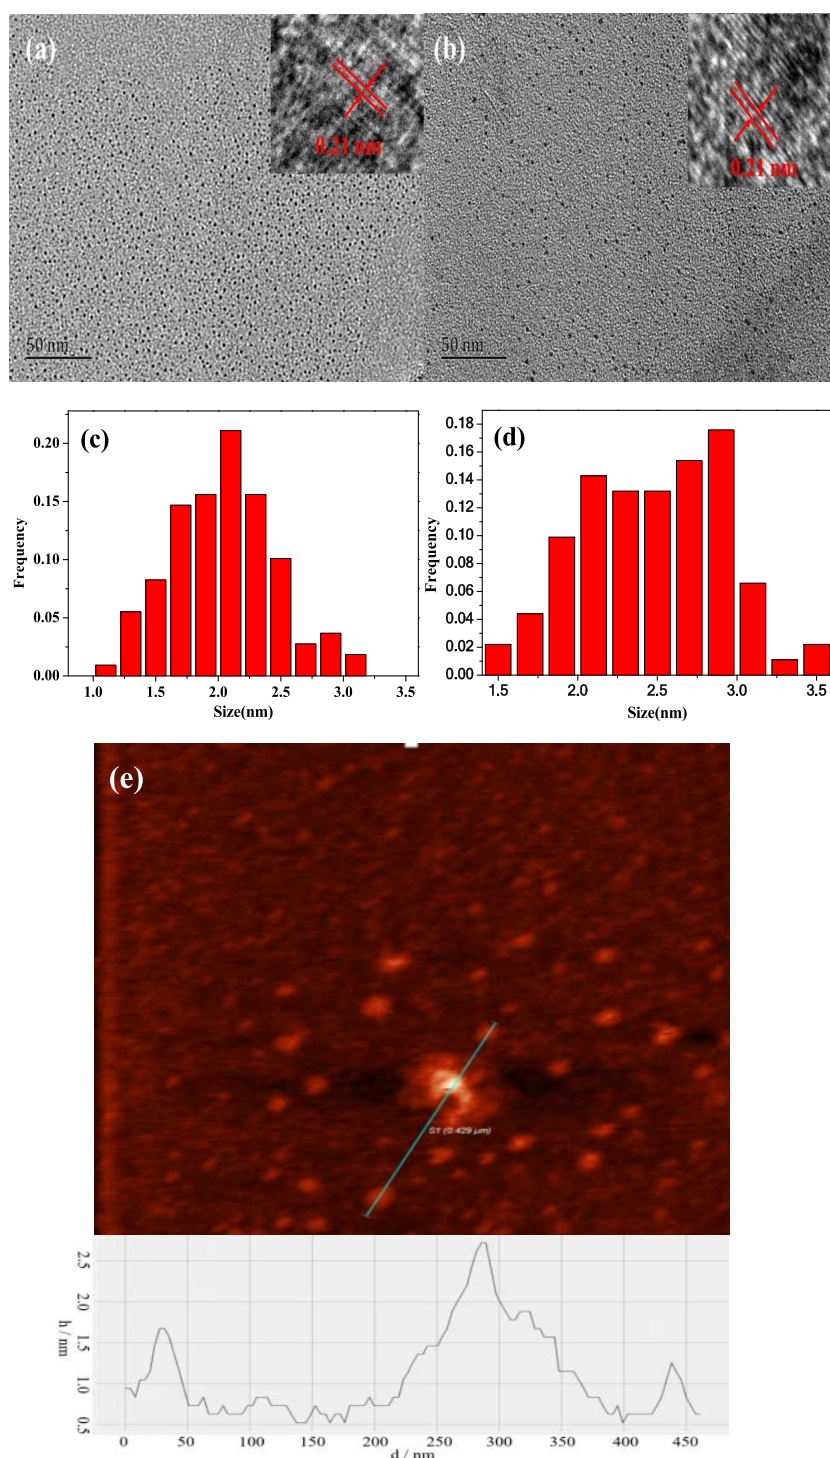 (a)
0.21 nm
50 nm
(b)
0.21 nm
50 nm
(c)
Frequency
0.20
0.15
0.10
0.05
0.00
1.0 1.5 2.0 2.5 3.0 3.5
Size(nm)
(d)
Frequency
0.18
0.16
0.14
0.12
0.10
0.08
0.06
0.04
0.02
0.00
1.5 2.0 2.5 3.0 3.5
Size(nm)
(e)
S1 (0.429 µm)
h / nm
2.5
2.0
1.5
1.0
0.5
0 50 100 150 200 250 300 350 400 450
d / nm